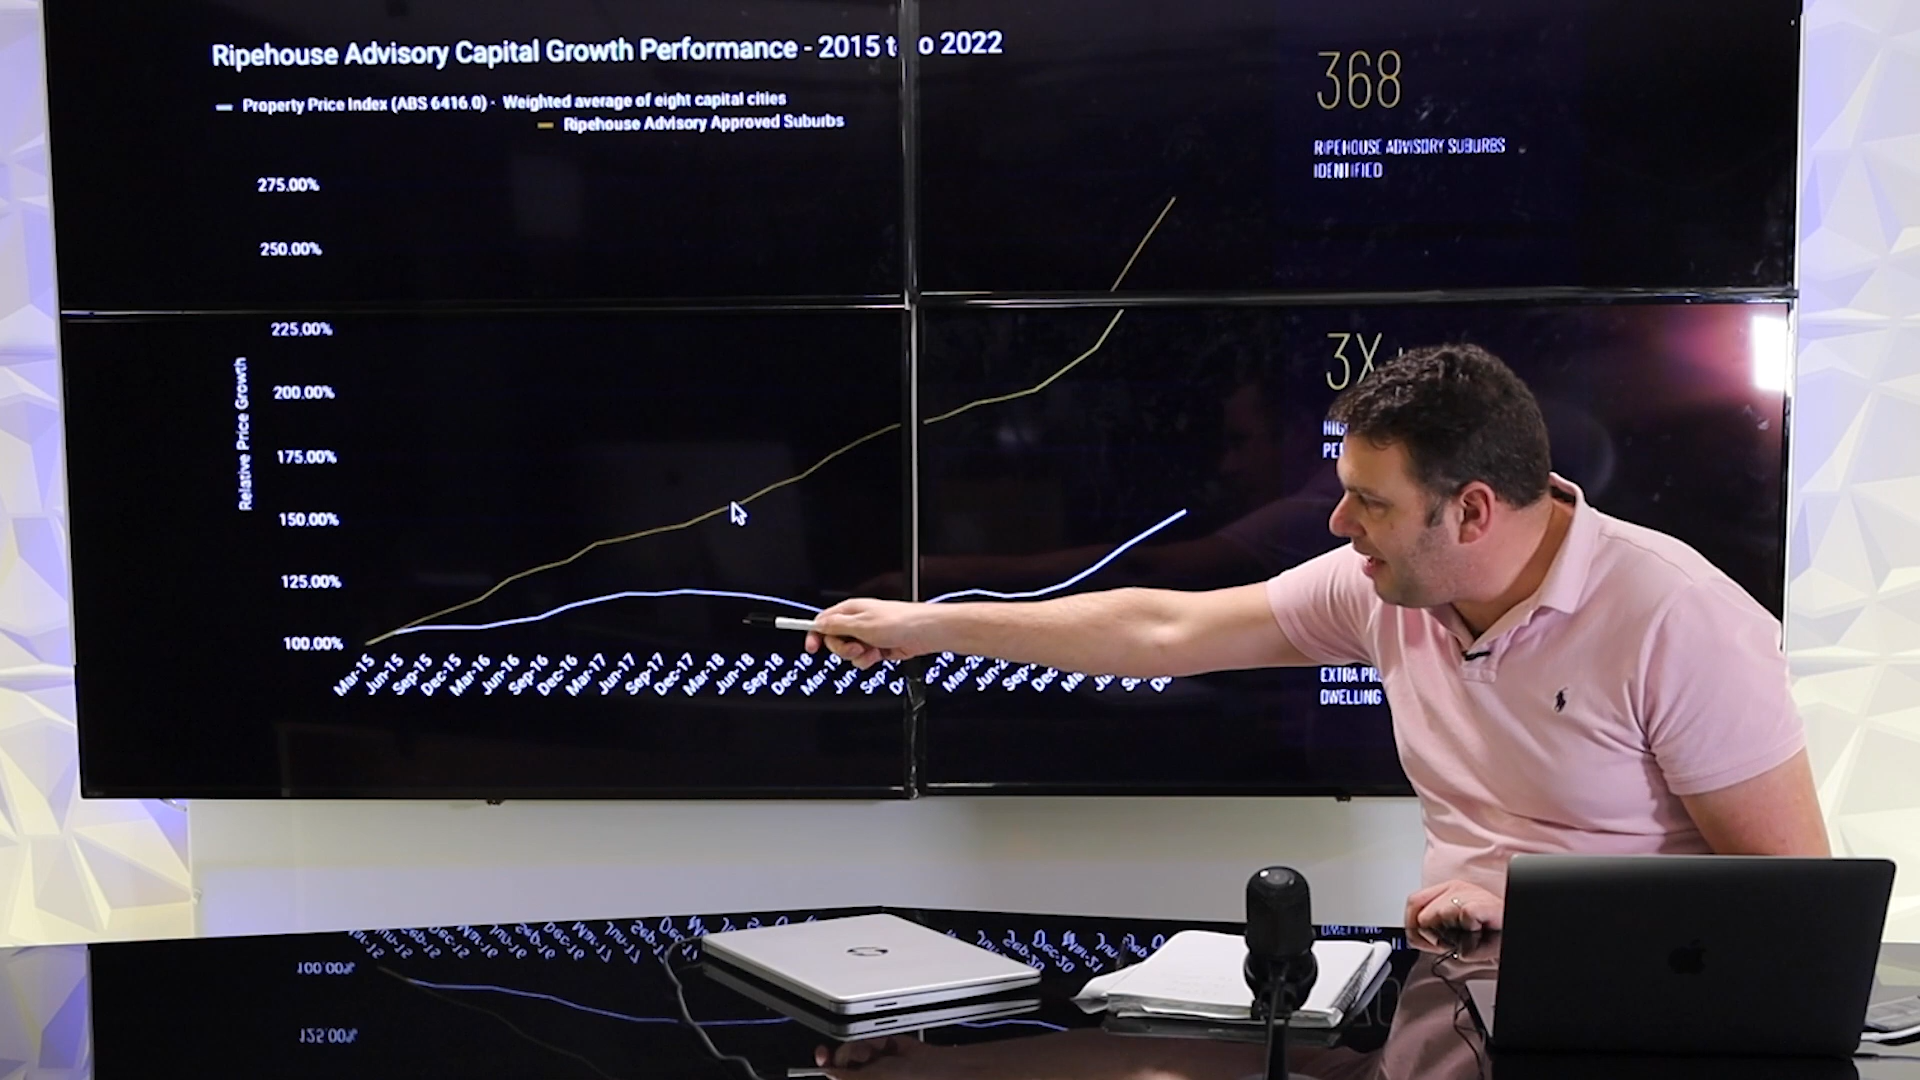 Ripehouse Advisory Capital Growth Performance - 2015 to 2022
Property Price Index (ABS 6416.0) - Weighted average of eight capital cities
Ripehouse Advisory Approved Suburbs
275.00%
250.00%
225.00%
200.00%
175.00%
150.00%
125.00%
100.00%
Relative Price Growth
Mar-15
Jun-15
Sep-15
Dec-15
Mar-16
Jun-16
Sep-16
Dec-16
Mar-17
Jun-17
Sep-17
Dec-17
Mar-18
Jun-18
Sep-18
Dec-18
Mar-19
368
RIPEHOUSE ADVISORY SUBURBS
IDENTIFIED
3X
EXTRA
DWELLING